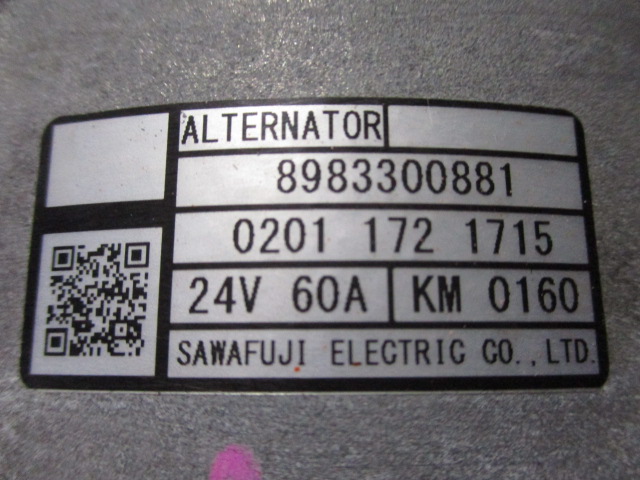 ALTERNATOR
8983300881
0201 172 1715
24V 60A KM 0160
SAWAFUJI ELECTRIC CO., LTD.